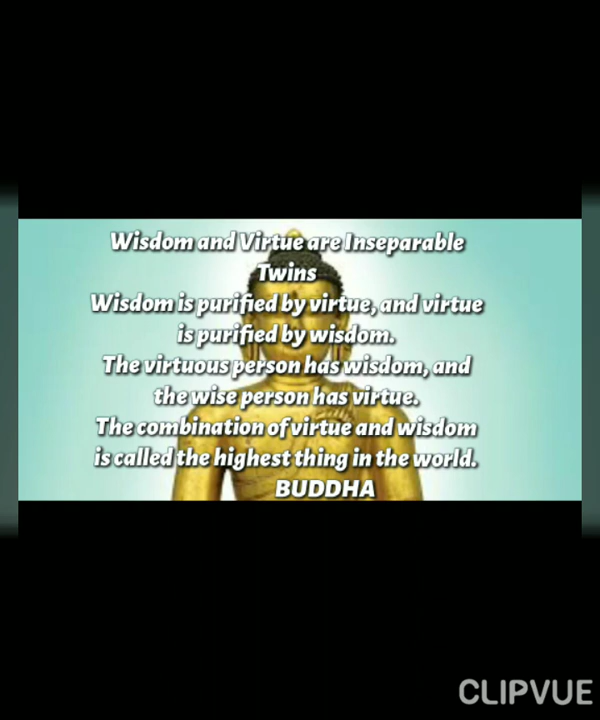 Wisdom and Virtue are Inseparable
Twins
Wisdom is purified by virtue, and virtue
is purified by wisdom.
The virtuous person has wisdom, and
the wise person has virtue.
The combination of virtue and wisdom
is called the highest thing in the world.
BUDDHA
CLIPVUE